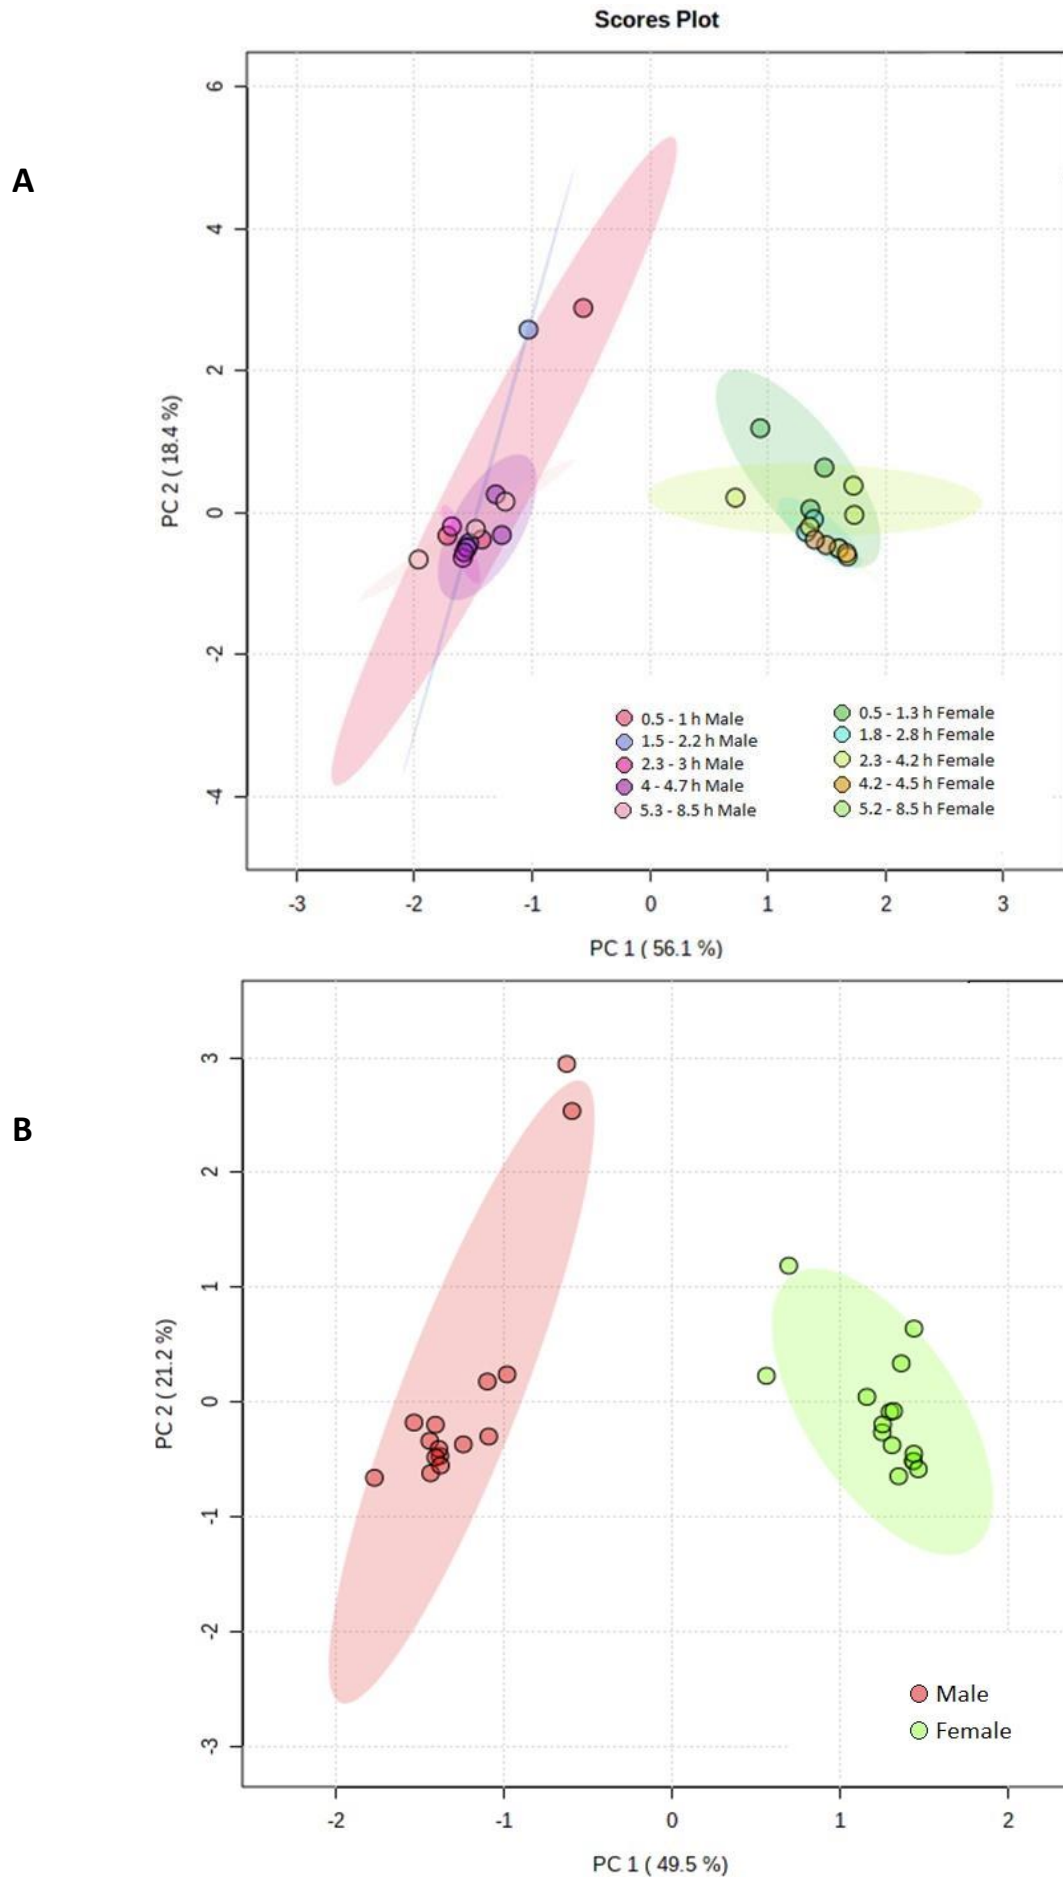 Scores Plot
A
6
4
2
0
-2
-4
PC 2 ( 18.4 %)
0.5 - 1 h Male
1.5 - 2.2 h Male
2.3 - 3 h Male
4 - 4.7 h Male
5.3 - 8.5 h Male
0.5 - 1.3 h Female
1.8 - 2.8 h Female
2.3 - 4.2 h Female
4.2 - 4.5 h Female
5.2 - 8.5 h Female
-3 -2 -1 0 1 2 3
PC 1 ( 56.1 %)
B
3
2
1
0
-1
-2
-3
PC 2 ( 21.2 %)
Male
Female
-2 -1 0 1 2
PC 1 ( 49.5 %)